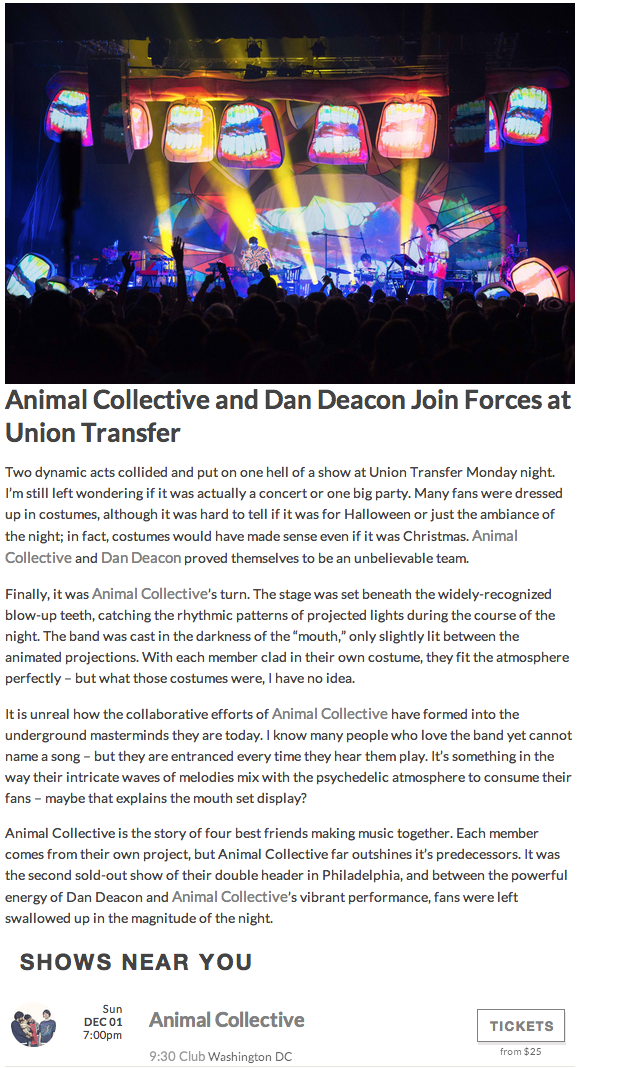 Animal Collective and Dan Deacon Join Forces at
Union Transfer
Two dynamic acts collided and put on one hell of a show at Union Transfer Monday night.
I'm still left wondering if it was actually a concert or one big party. Many fans were dressed
up in costumes, although it was hard to tell if it was for Halloween or just the ambiance of
the night; in fact, costumes would have made sense even if it was Christmas. Animal
Collective and Dan Deacon proved themselves to be an unbelievable team.
Finally, it was Animal Collective's turn. The stage was set beneath the widely-recognized
blow-up teeth, catching the rhythmic patterns of projected lights during the course of the
night. The band was cast in the darkness of the "mouth," only slightly lit between the
animated projections. With each member clad in their own costume, they fit the atmosphere
perfectly – but what those costumes were, I have no idea.
It is unreal how the collaborative efforts of Animal Collective have formed into the
underground masterminds they are today. I know many people who love the band yet cannot
name a song – but they are entranced every time they hear them play. It's something in the
way their intricate waves of melodies mix with the psychedelic atmosphere to consume their
fans – maybe that explains the mouth set display?
Animal Collective is the story of four best friends making music together. Each member
comes from their own project, but Animal Collective far outshines it's predecessors. It was
the second sold-out show of their double header in Philadelphia, and between the powerful
energy of Dan Deacon and Animal Collective's vibrant performance, fans were left
swallowed up in the magnitude of the night.
SHOWS NEAR YOU
Sun
DEC 01
7:00pm
Animal Collective
9:30 Club Washington DC
TICKETS
from $25